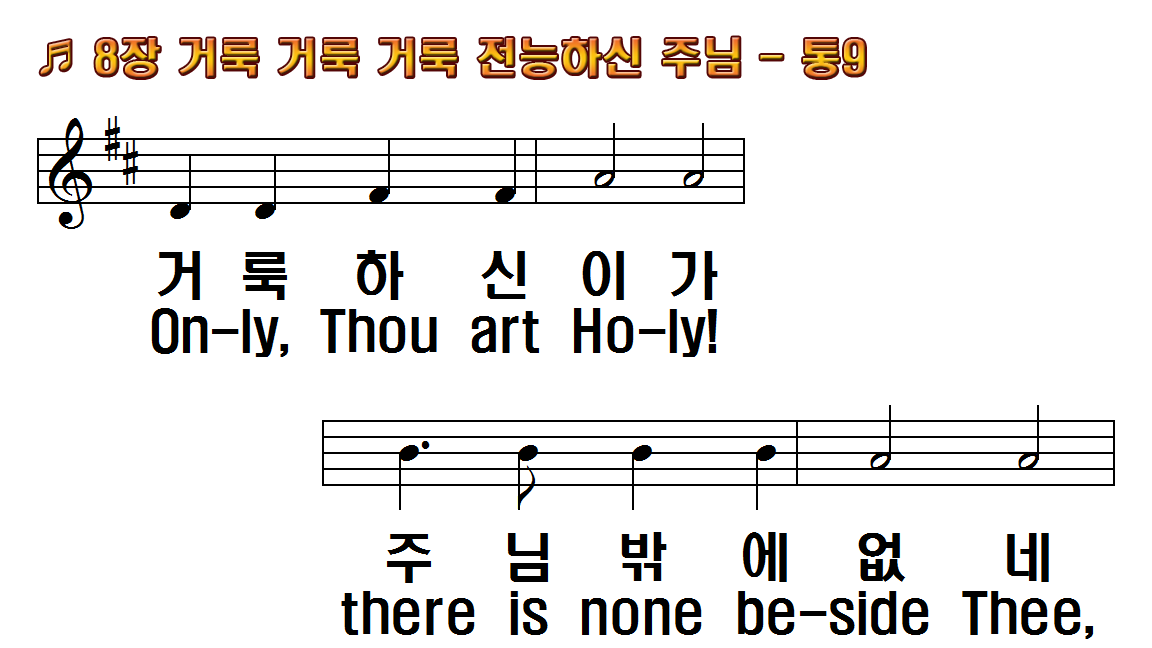 ♬ 8장 거룩 거룩 거룩 전능하신 주님 - 통9
거 룩 하 신 이 가
On-ly, Thou art Ho-ly!
주 님 밖 에 없 네
there is none be-side Thee,